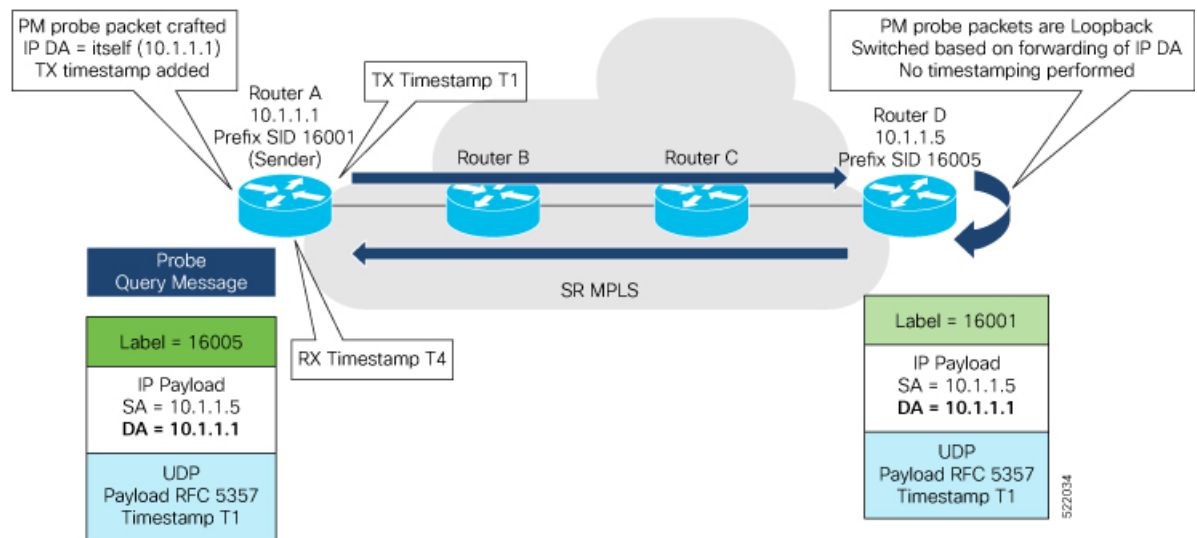 PM probe packet crafted
IP DA = itself (10.1.1.1)
TX timestamp added
TX Timestamp T1
PM probe packets are Loopback
Switched based on forwarding of IP DA
No timestamping performed
Router A
10.1.1.1
Prefix SID 16001
(Sender)
Router B
Router C
Router D
10.1.1.5
Prefix SID 16005
Probe
Query Message
SR MPLS
RX Timestamp T4
Label = 16005
IP Payload
SA = 10.1.1.5
DA = 10.1.1.1
UDP
Payload RFC 5357
Timestamp T1
Label = 16001
IP Payload
SA = 10.1.1.5
DA = 10.1.1.1
UDP
Payload RFC 5357
Timestamp T1
522034